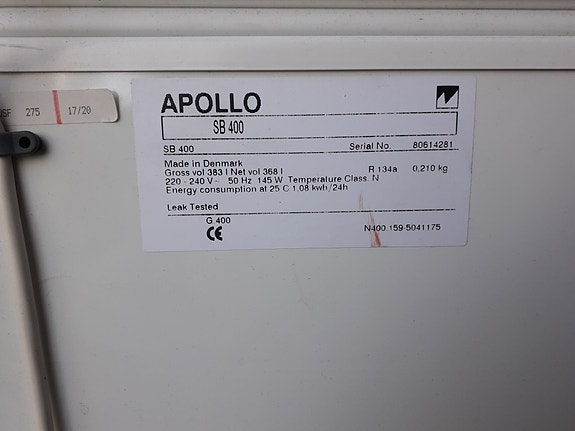 275 17/20
APOLLO
SB 400
SB 400 Serial No. 80614281
Made in Denmark
Gross vol 383 l Net vol 368 l R 134a 0,210 kg
220 - 240 V~ 50 Hz 145 W Temperature Class. N
Energy consumption at 25 C 1,08 kwh/24h
Leak Tested
G 400
CE N400.159-5041175